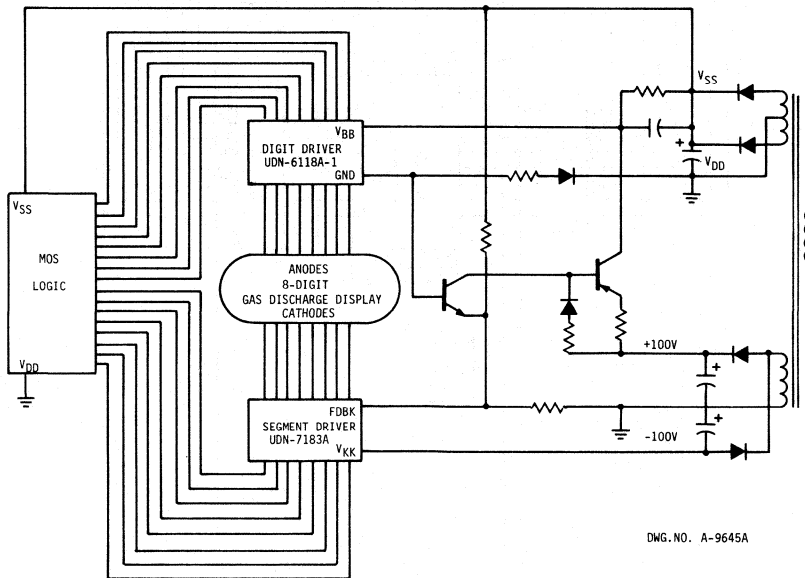 V_SS
V_BB
DIGIT DRIVER
UDN-6118A-1
GND
+
V_DD
V_SS
MOS
LOGIC
V_DD
ANODES
8-DIGIT
GAS DISCHARGE DISPLAY
CATHODES
+100V
+
FDBK
SEGMENT DRIVER
UDN-7183A
V_KK
+
-100V
DWG.NO. A-9645A